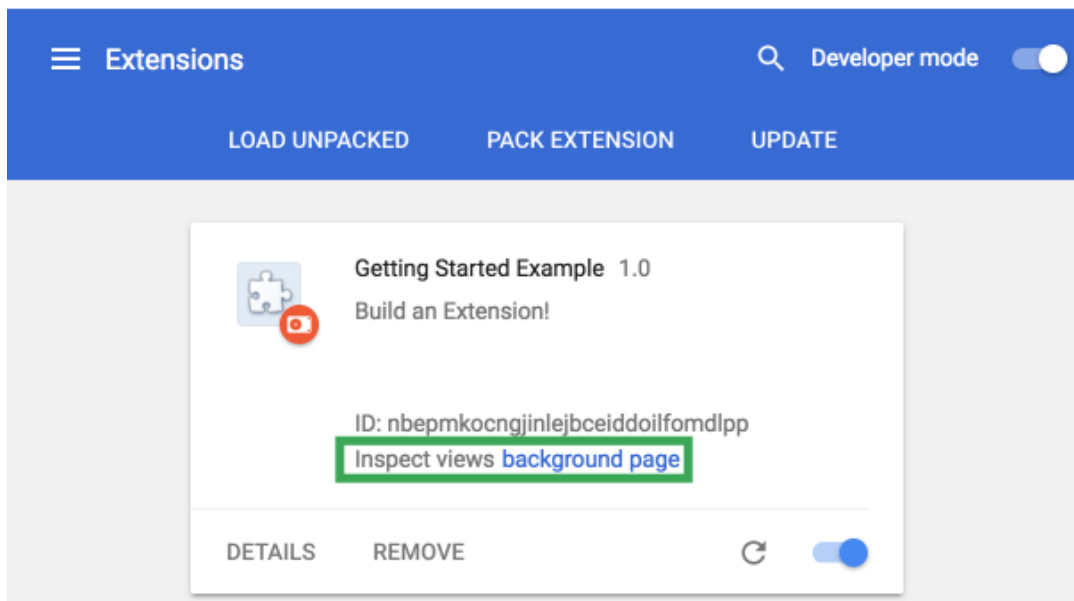 Extensions
Developer mode
LOAD UNPACKED PACK EXTENSION UPDATE
Getting Started Example 1.0
Build an Extension!
ID: nbepmkocngjinlejbceiddoilfomdlpp
Inspect views background page
DETAILS REMOVE